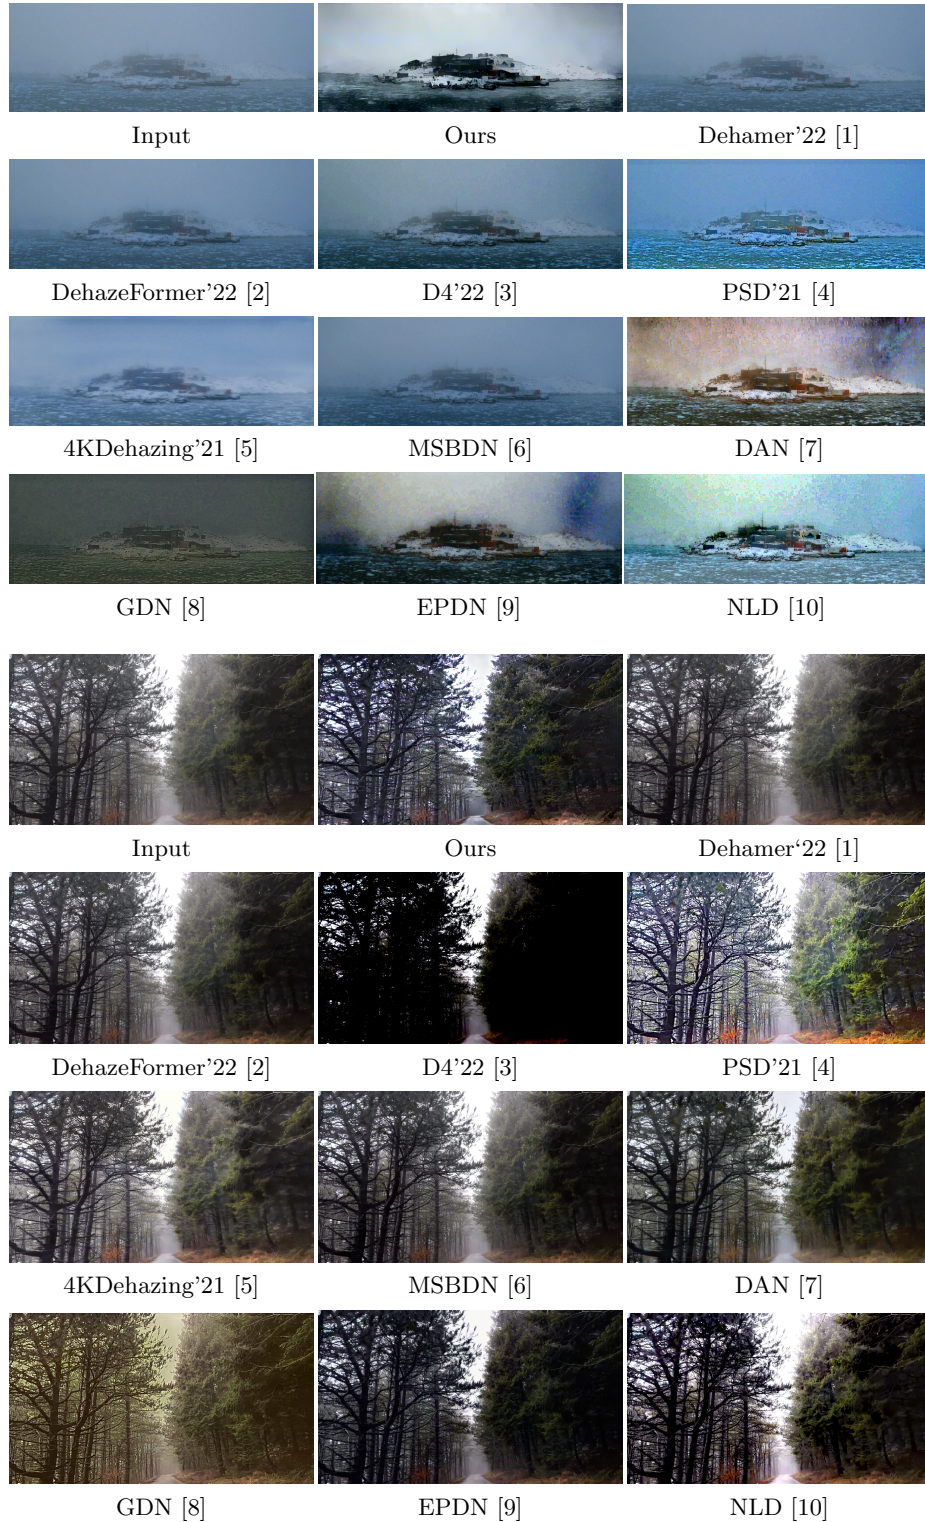 Input Ours Dehamer’22 [1]
DehazeFormer’22 [2] D4’22 [3] PSD’21 [4]
4KDehazing’21 [5] MSBDN [6] DAN [7]
GDN [8] EPDN [9] NLD [10]
Input Ours Dehamer‘22 [1]
DehazeFormer’22 [2] D4’22 [3] PSD’21 [4]
4KDehazing’21 [5] MSBDN [6] DAN [7]
GDN [8] EPDN [9] NLD [10]